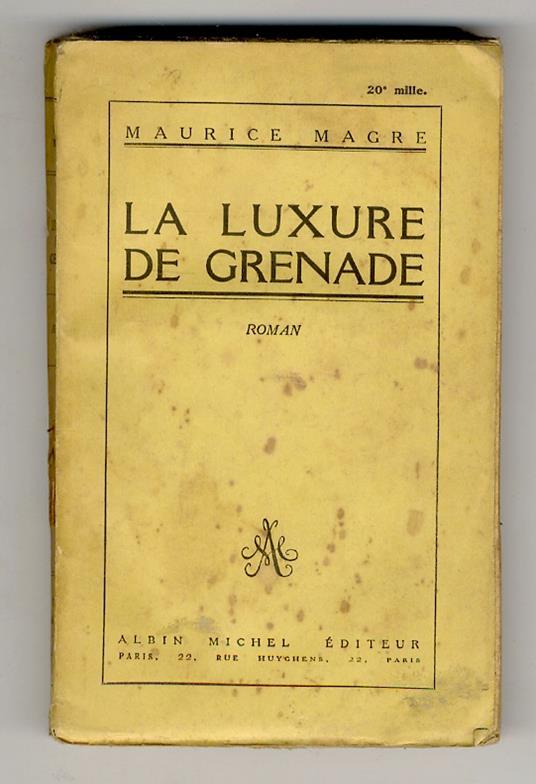 20e mille.
MAURICE MAGRE
LA LUXURE
DE GRENADE
ROMAN
ALBIN MICHEL ÉDITEUR
PARIS, 22, RUE HUYGHENS, 22, PARIS